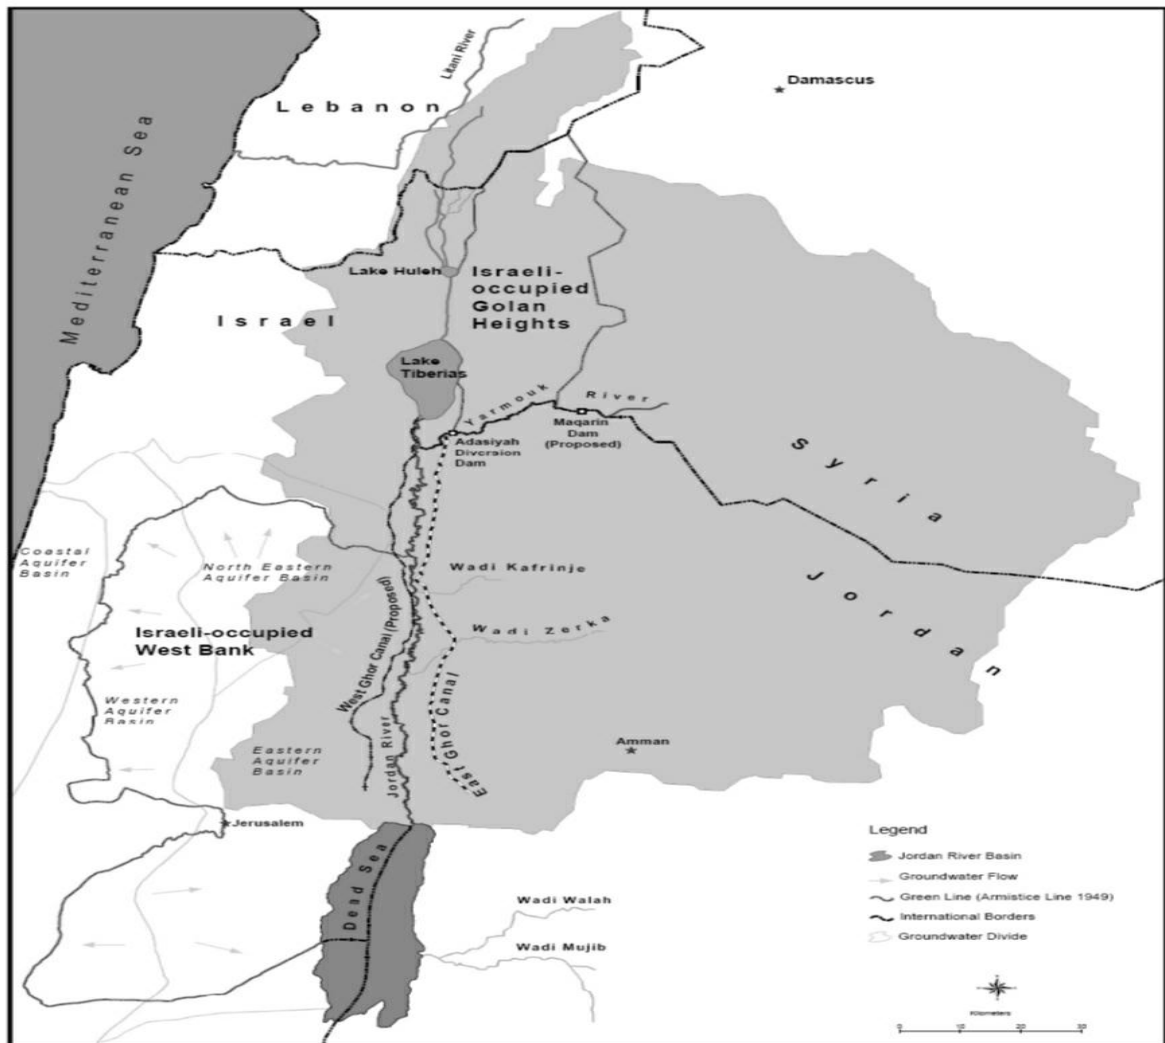 Litani River
Damascus
Lebanon
Mediterranean Sea
Lake Huleh
Israeli-
occupied
Golan
Heights
Israel
Lake
Tiberias
Yarmouk River
Maqarin
Dam
(Proposed)
Adasiyah
Diversion
Dam
Syria
Coastal
Aquifer
Basin
North Eastern
Aquifer Basin
Wadi Kafrinje
Jordan
Israeli-occupied
West Bank
West Ghor Canal (Proposed)
Wadi Zerka
Western
Aquifer
Basin
Eastern
Aquifer
Basin
Jordan River
East Ghor Canal
Amman
Jerusalem
Dead Sea
Wadi Walah
Wadi Mujib
Legend
Jordan River Basin
Groundwater Flow
Green Line (Armistice Line 1949)
International Borders
Groundwater Divide
Kilometers
0 10 20 30